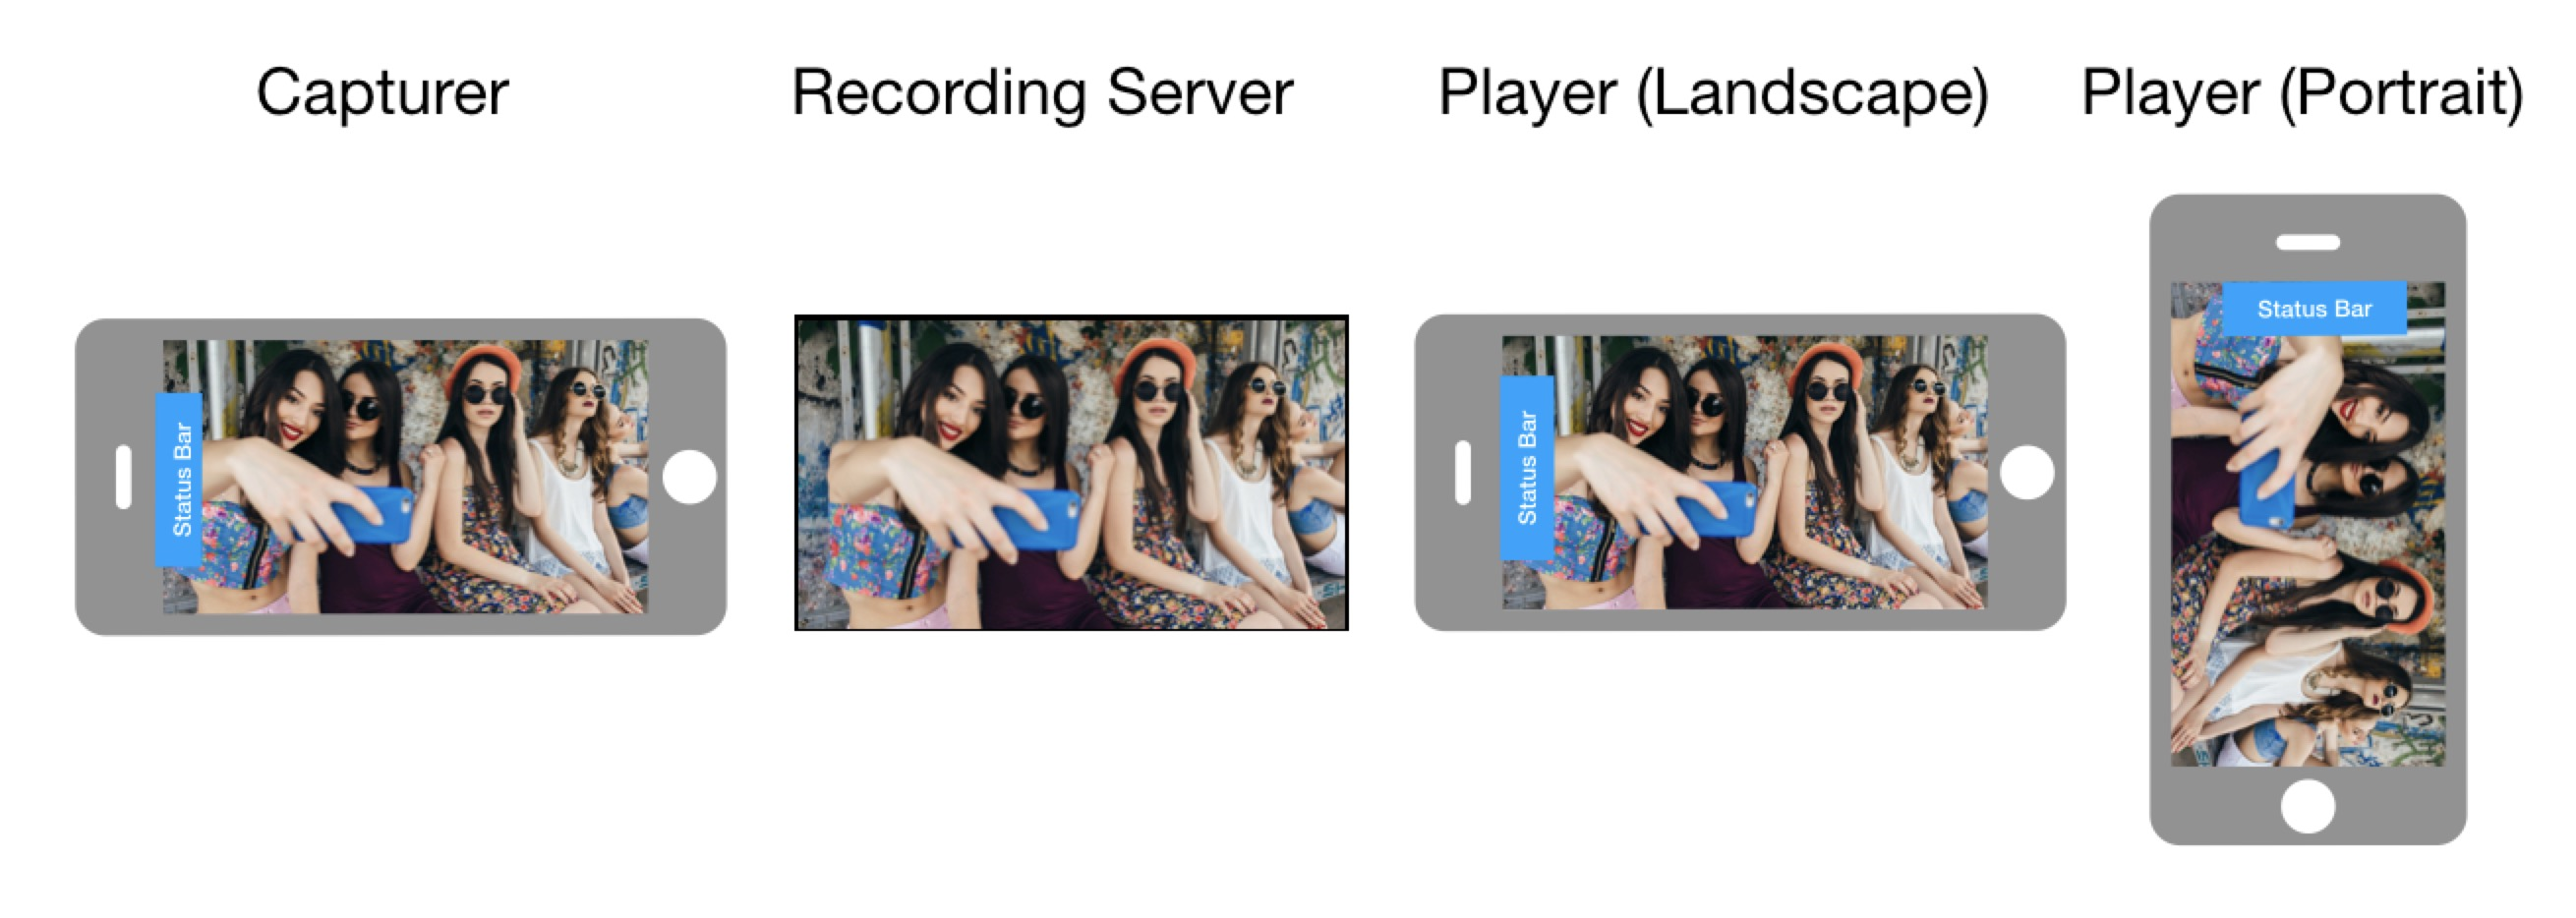 Capturer
Recording Server
Player (Landscape)
Player (Portrait)
Status Bar
Status Bar
Status Bar